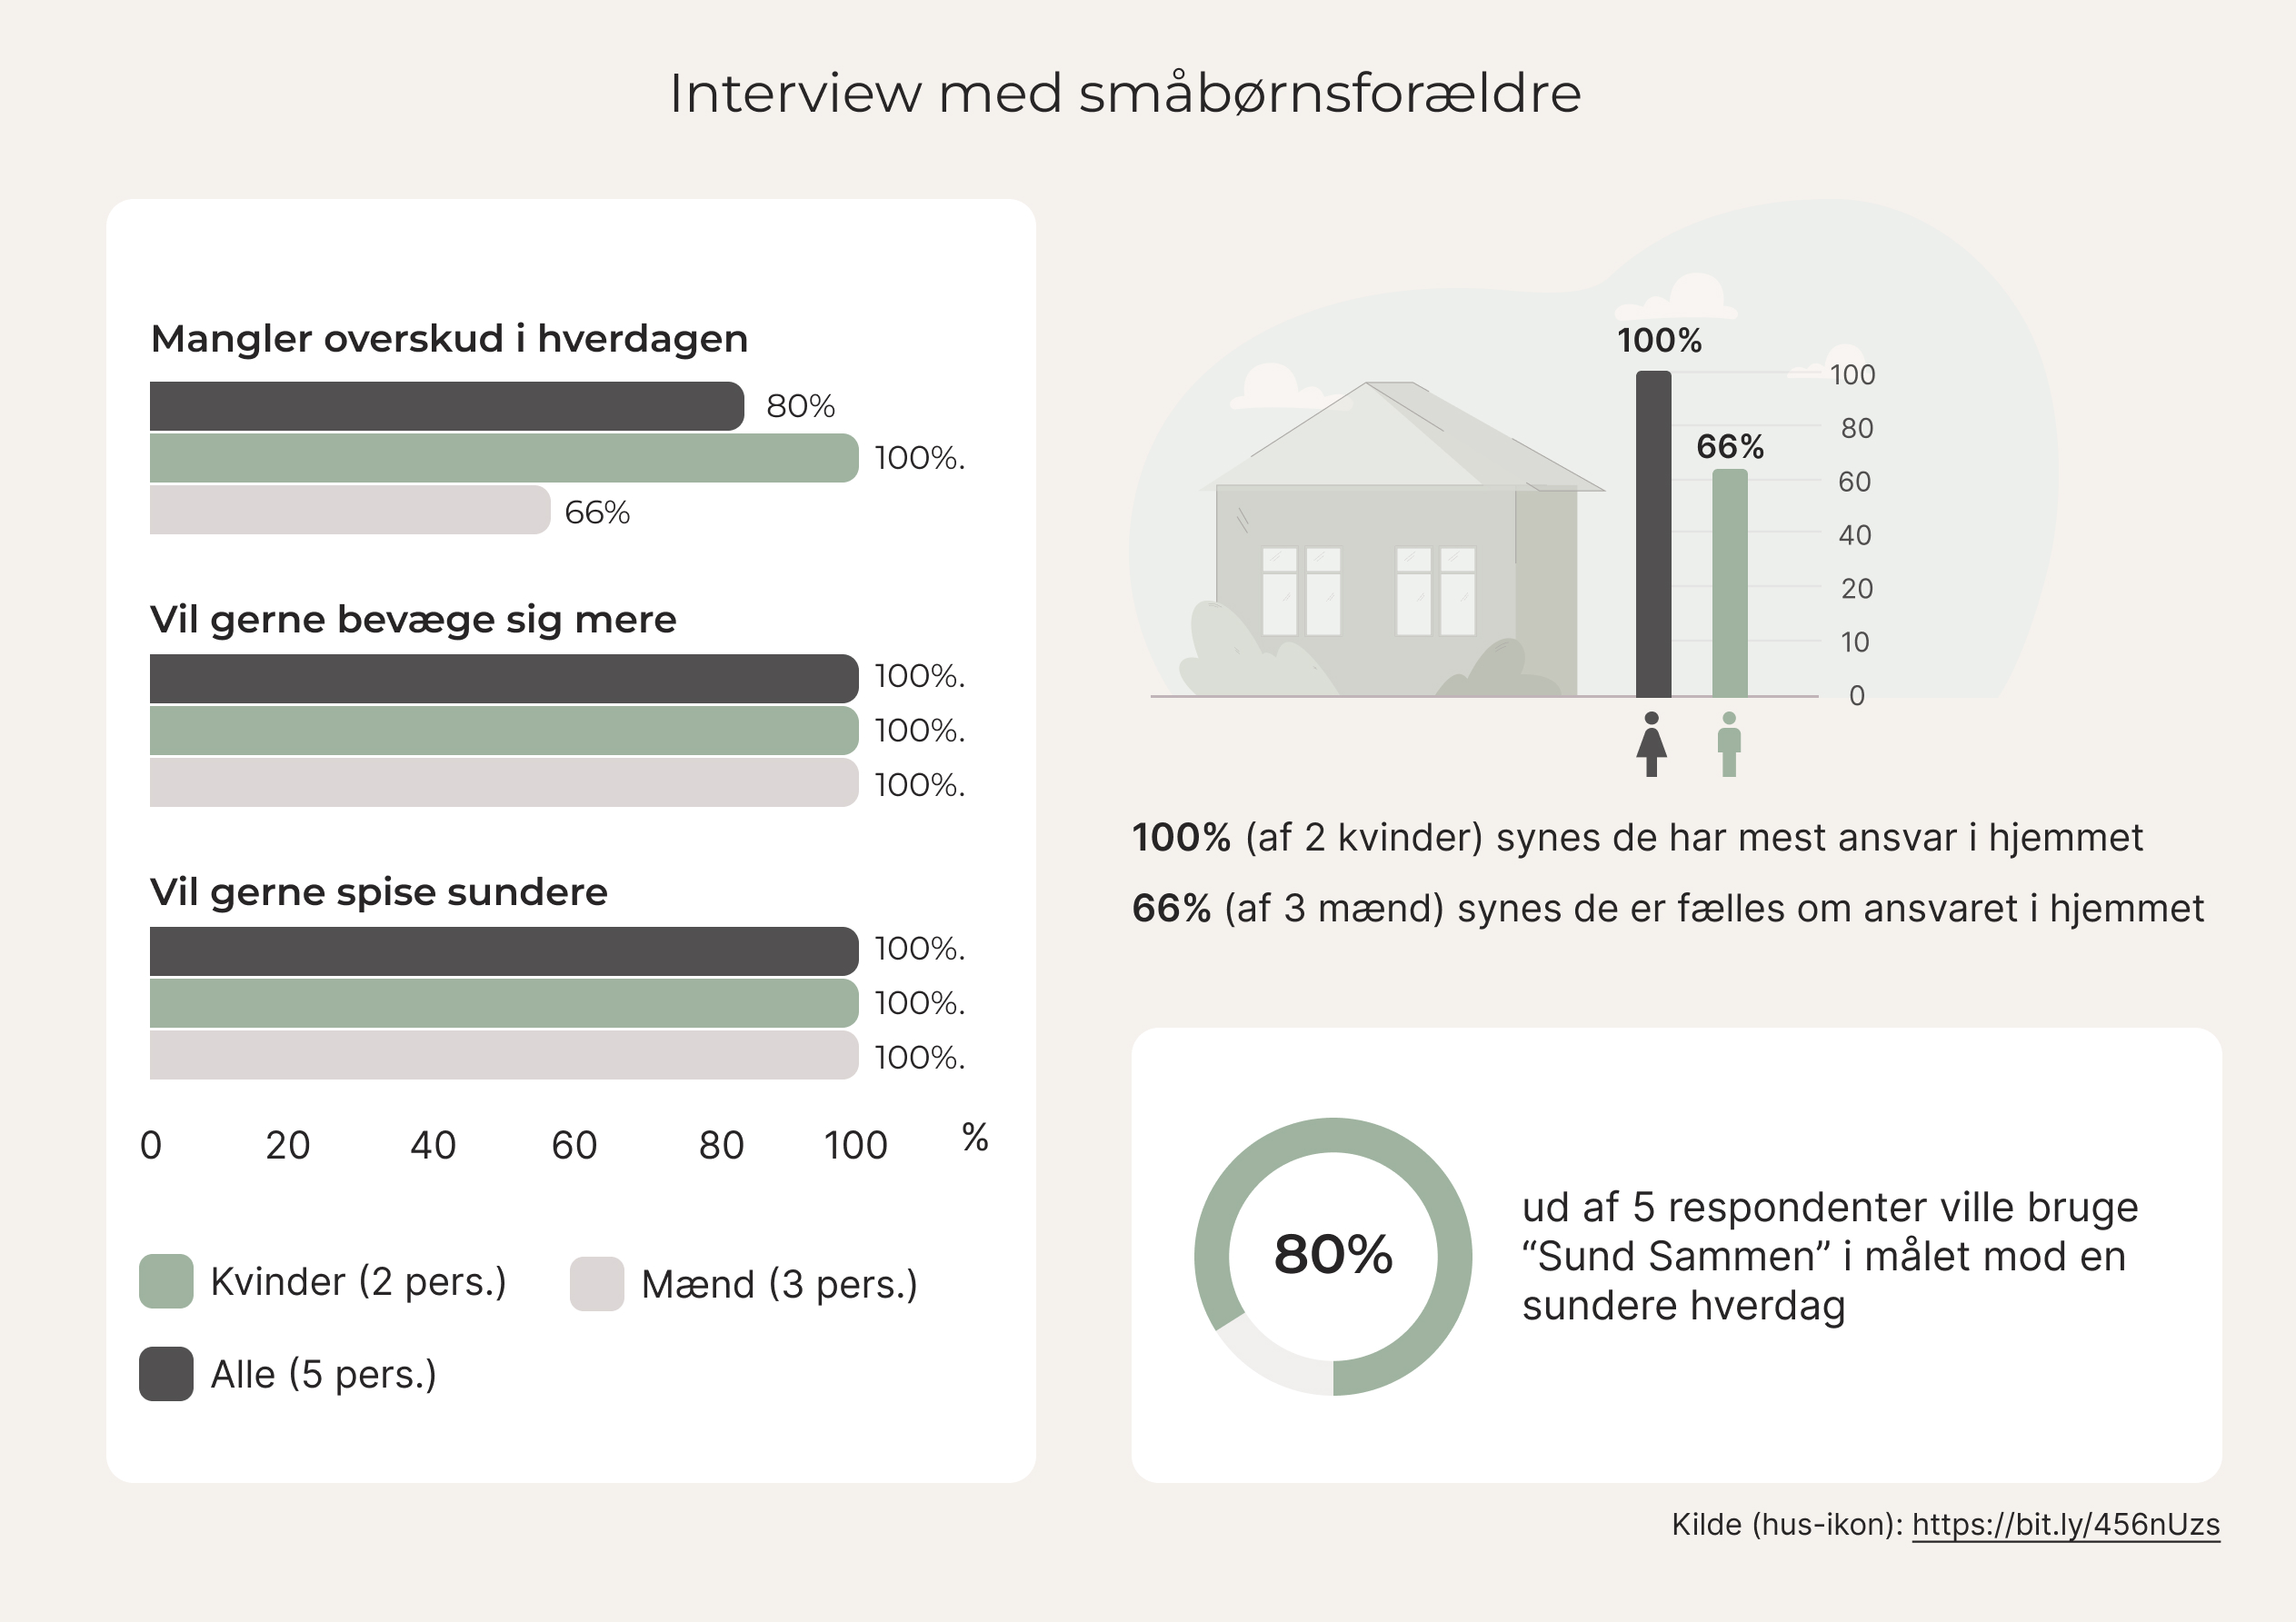 Interview med småbørnsforældre
Mangler overskud i hverdagen
80%
100%.
66%
Vil gerne bevæge sig mere
100%.
100%.
100%.
Vil gerne spise sundere
100%.
100%.
100%.
0 20 40 60 80 100 %
Kvinder (2 pers.) Mænd (3 pers.)
Alle (5 pers.)
100%
66%
100
80
60
40
20
10
0
100% (af 2 kvinder) synes de har mest ansvar i hjemmet
66% (af 3 mænd) synes de er fælles om ansvaret i hjemmet
80%
ud af 5 respondenter ville bruge
“Sund Sammen” i målet mod en
sundere hverdag
Kilde (hus-ikon): https://bit.ly/456nUzs